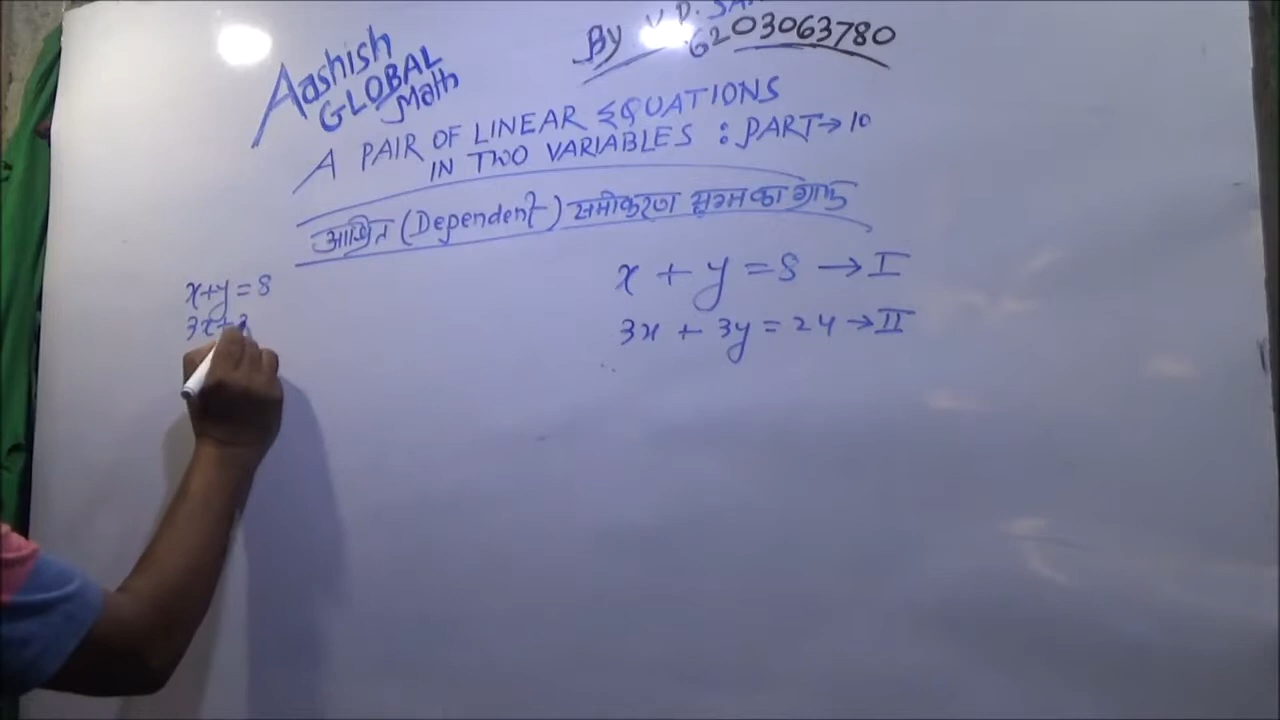 Aashish
GLOBAL
Math
By V.D.
6203063780
A PAIR OF LINEAR EQUATIONS
IN TWO VARIABLES : PART→10
आश्रित (Dependent) समीकरण युग्म का ग्राफ
x + y = 8 → I
3x + 3y = 24 → II
x+y = 8
3x+3